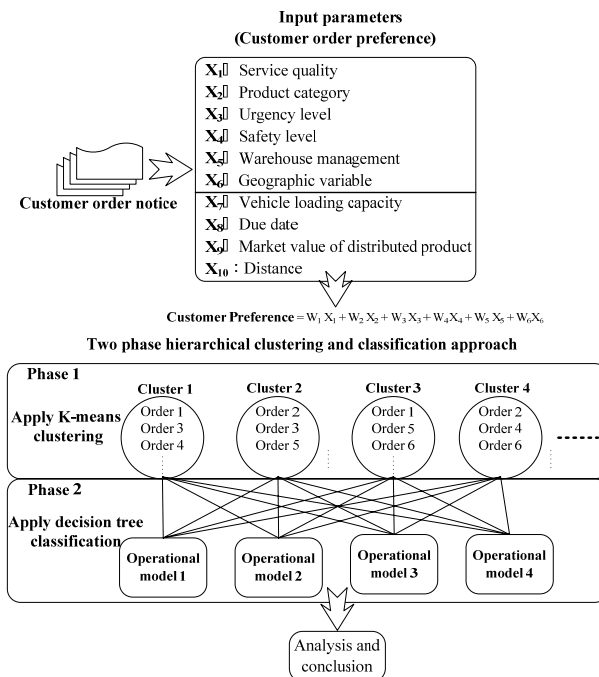 Input parameters
(Customer order preference)
X1▯ Service quality
X2▯ Product category
X3▯ Urgency level
X4▯ Safety level
X5▯ Warehouse management
X6▯ Geographic variable
X7▯ Vehicle loading capacity
X8▯ Due date
X9▯ Market value of distributed product
X10 : Distance
Customer order notice
Customer Preference = W1 X1 + W2 X2 + W3 X3 + W4X4 + W5 X5 + W6X6
Two phase hierarchical clustering and classification approach
Phase 1
Apply K-means
clustering
Cluster 1
Order 1
Order 3
Order 4
Cluster 2
Order 2
Order 3
Order 5
Cluster 3
Order 1
Order 5
Order 6
Cluster 4
Order 2
Order 4
Order 6
Phase 2
Apply decision tree
classification
Operational
model 1
Operational
model 2
Operational
model 3
Operational
model 4
Analysis and
conclusion